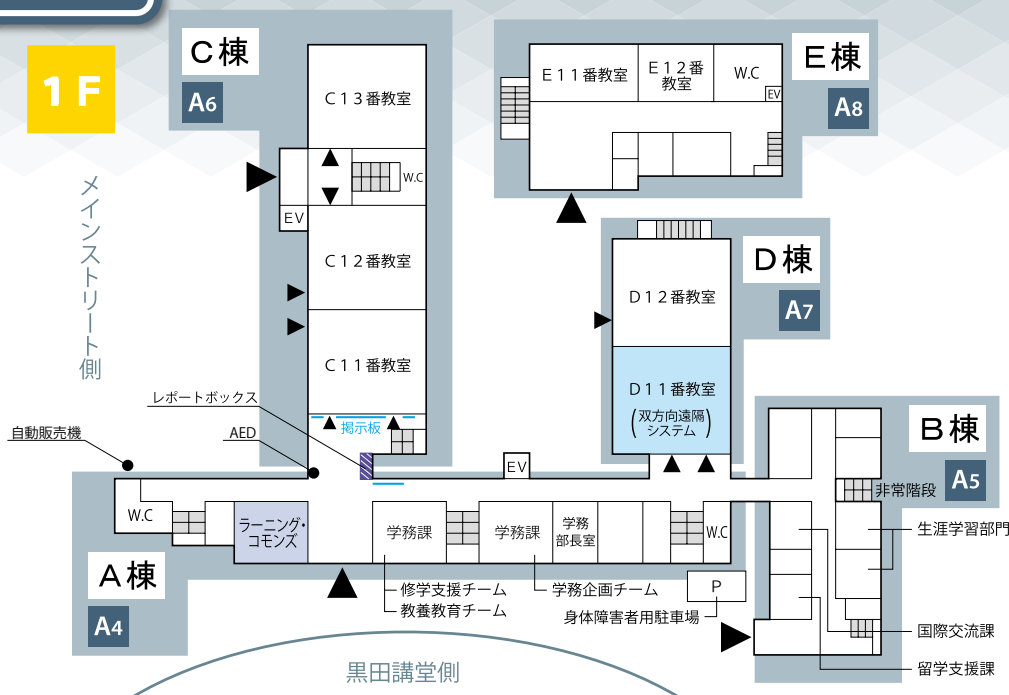 1F
C棟
A6
C13番教室
W.C
EV
C12番教室
C11番教室
掲示板
メインストリート側
レポートボックス
自動販売機
AED
E棟
A8
E11番教室
E12番
教室
W.C
EV
D棟
A7
D12番教室
D11番教室
(双方向遠隔
システム)
B棟
A5
非常階段
生涯学習部門
国際交流課
留学支援課
EV
W.C
ラーニング・
コモンズ
学務課
学務課
学務
部長室
W.C
A棟
A4
修学支援チーム
教養教育チーム
学務企画チーム
P
身体障害者用駐車場
黒田講堂側